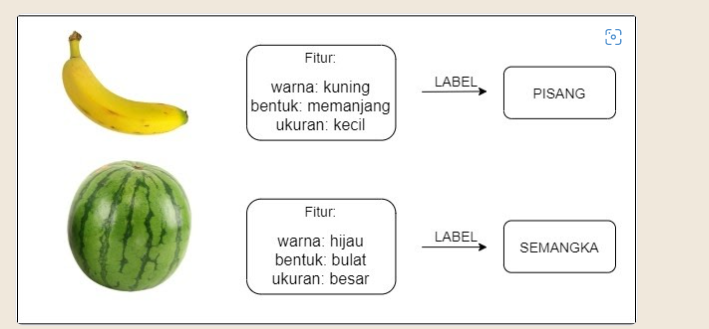 Fitur:
warna: kuning
bentuk: memanjang
ukuran: kecil
LABEL
PISANG
Fitur:
warna: hijau
bentuk: bulat
ukuran: besar
LABEL
SEMANGKA